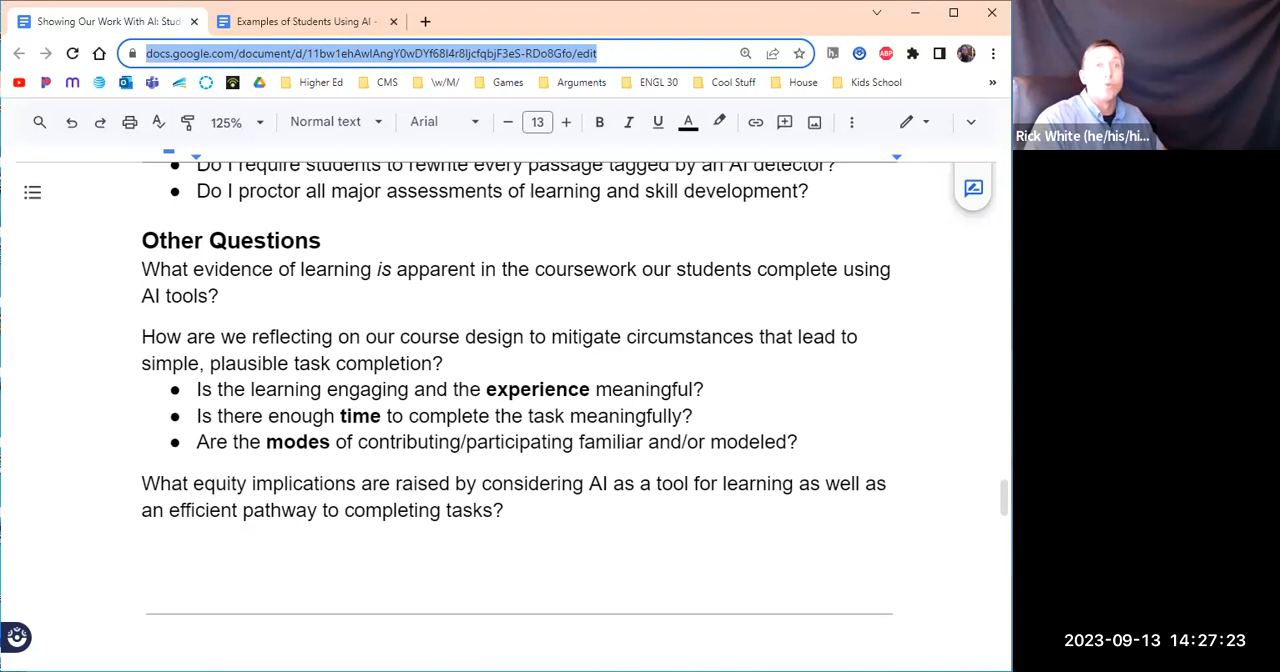 Showing Our Work With AI: Stud
Examples of Students Using AI -
docs.google.com/document/d/11bw1ehAwIAngY0wDYf68I4r8ljcfqbjF3eS-RDo8Gfo/edit
ABP
Higher Ed
CMS
\w/M/
Games
Arguments
ENGL 30
Cool Stuff
House
Kids School
»
125%
Normal text
Arial
13
B I U A
Rick White (he/his/hi...
Do I require students to rewrite every passage tagged by an AI detector?
● Do I proctor all major assessments of learning and skill development?
Other Questions
What evidence of learning is apparent in the coursework our students complete using
AI tools?
How are we reflecting on our course design to mitigate circumstances that lead to
simple, plausible task completion?
● Is the learning engaging and the experience meaningful?
● Is there enough time to complete the task meaningfully?
● Are the modes of contributing/participating familiar and/or modeled?
What equity implications are raised by considering AI as a tool for learning as well as
an efficient pathway to completing tasks?
2023-09-13 14:27:23